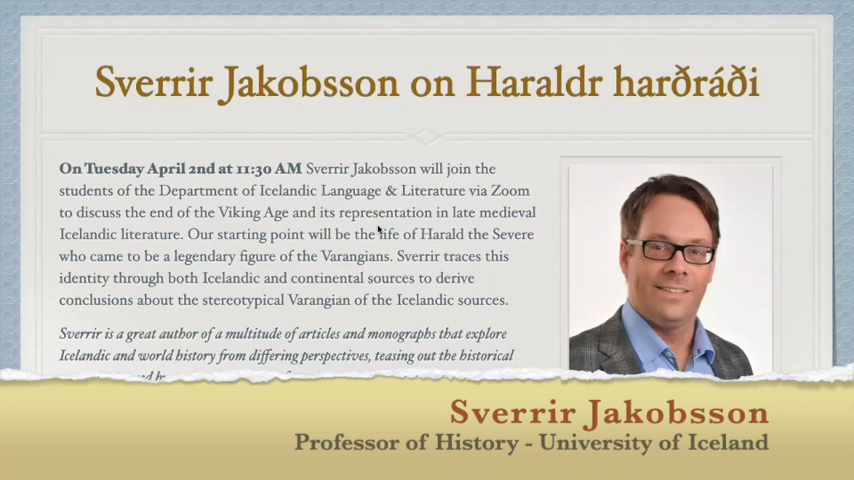 Sverrir Jakobsson on Haraldr harðráði
On Tuesday April 2nd at 11:30 AM Sverrir Jakobsson will join the
students of the Department of Icelandic Language & Literature via Zoom
to discuss the end of the Viking Age and its representation in late medieval
Icelandic literature. Our starting point will be the life of Harald the Severe
who came to be a legendary figure of the Varangians. Sverrir traces this
identity through both Icelandic and continental sources to derive
conclusions about the stereotypical Varangian of the Icelandic sources.
Sverrir is a great author of a multitude of articles and monographs that explore
Icelandic and world history from differing perspectives, teasing out the historical
Sverrir Jakobsson
Professor of History - University of Iceland